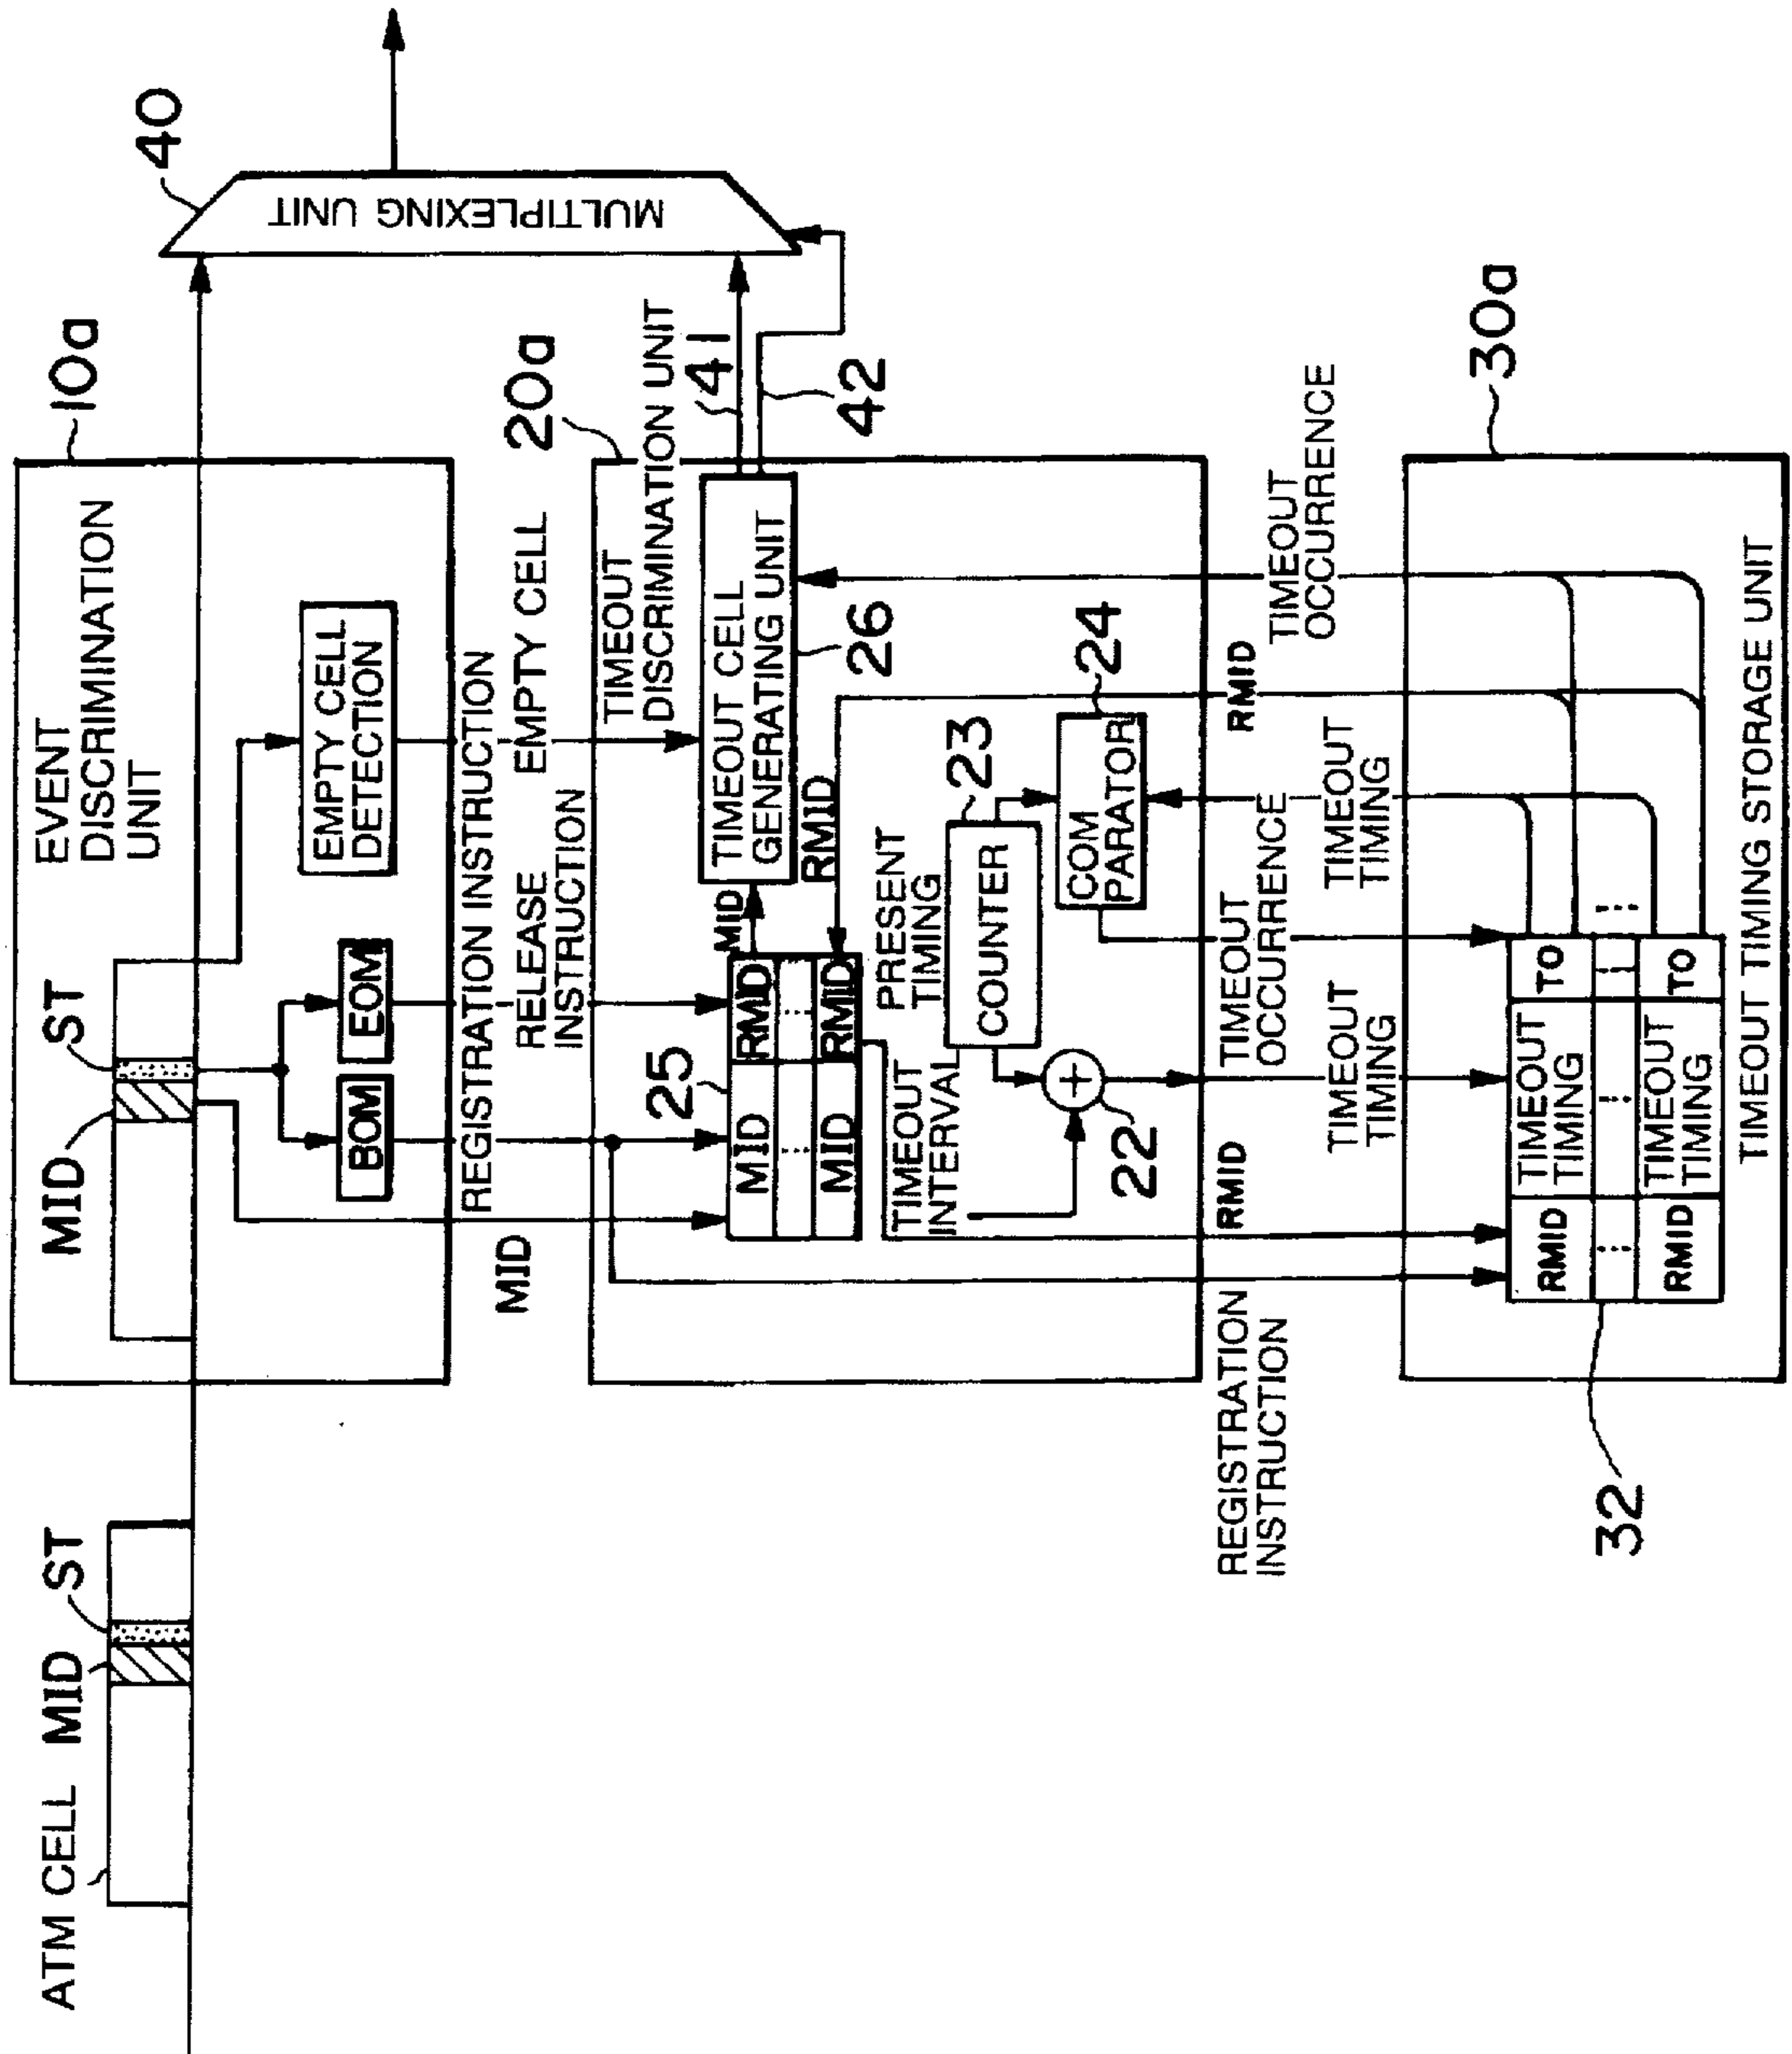 ATM CELL
MID
ST
MID
ST
EVENT
DISCRIMINATION
UNIT
10a
40
MULTIPLEXING UNIT
BOM
EOM
EMPTY CELL
DETECTION
MID
REGISTRATION INSTRUCTION
RELEASE
INSTRUCTION
EMPTY CELL
20a
TIMEOUT
DISCRIMINATION UNIT
41
42
25
MID
RMID
MID
RMID
MID
RMID
TIMEOUT CELL
GENERATING UNIT
26
TIMEOUT
INTERVAL
PRESENT
TIMING
COUNTER
23
COM
PARATOR
24
22
REGISTRATION
INSTRUCTION
RMID
TIMEOUT
TIMING
TIMEOUT
OCCURRENCE
TIMEOUT
TIMING
RMID
TIMEOUT
OCCURRENCE
30a
RMID
TIMEOUT
TIMING
TO
RMID
TIMEOUT
TIMING
TO
32
TIMEOUT TIMING STORAGE UNIT